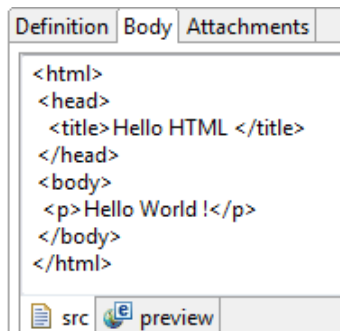 Definition Body Attachments
<html>
<head>
<title>Hello HTML </title>
</head>
<body>
<p>Hello World !</p>
</body>
</html>
src preview